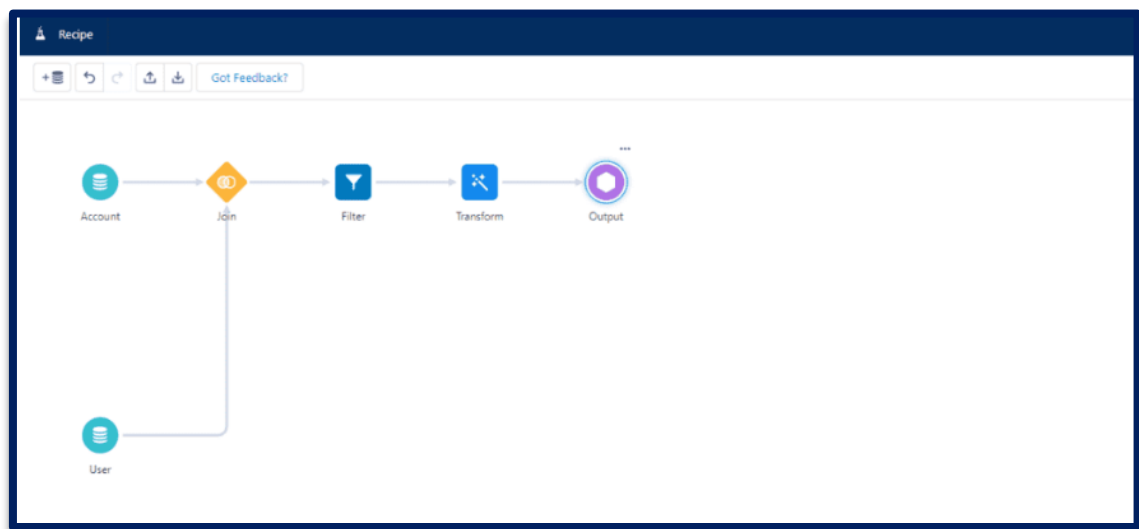 Recipe
Got Feedback?
Account
Join
Filter
Transform
Output
User